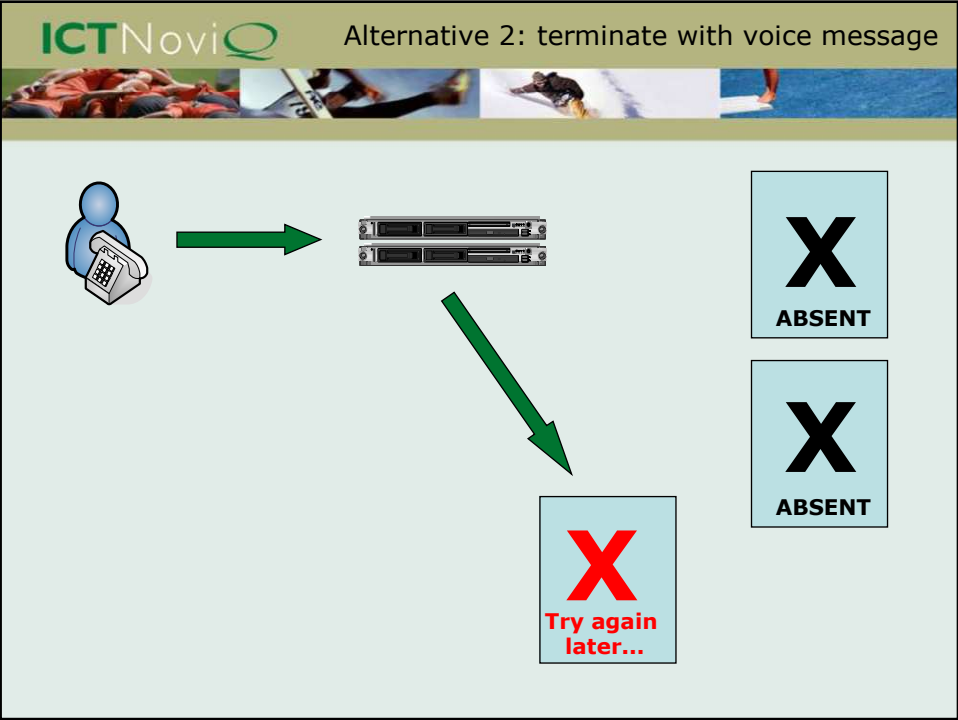 ICTNoviQ
Alternative 2: terminate with voice message
X
ABSENT
X
ABSENT
X
Try again
later...